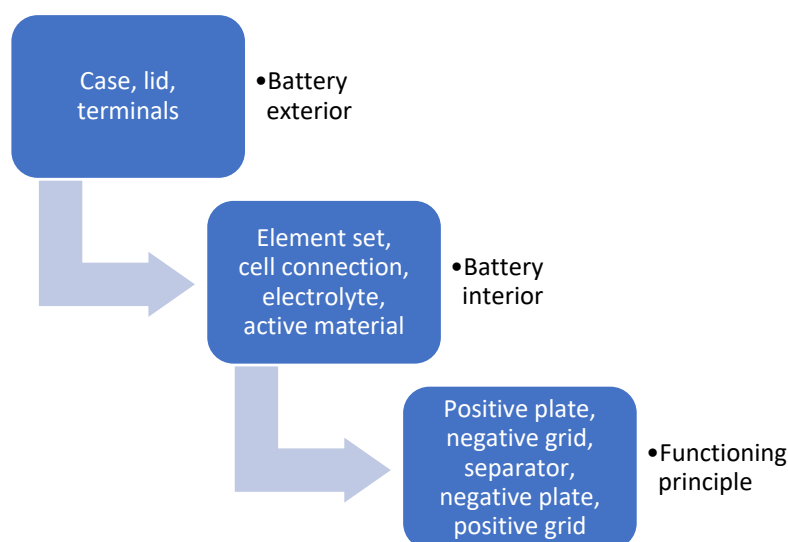 Case, lid,
terminals
•Battery
exterior
Element set,
cell connection,
electrolyte,
active material
•Battery
interior
Positive plate,
negative grid,
separator,
negative plate,
positive grid
•Functioning
principle